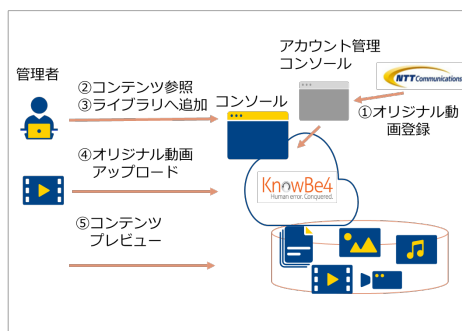 アカウント管理
コンソール
NTT Communications
管理者
②コンテンツ参照
③ライブラリへ追加
コンソール
①オリジナル動
画登録
④オリジナル動画
アップロード
KnowBe4
Human error. Conquered.
⑤コンテンツ
プレビュー